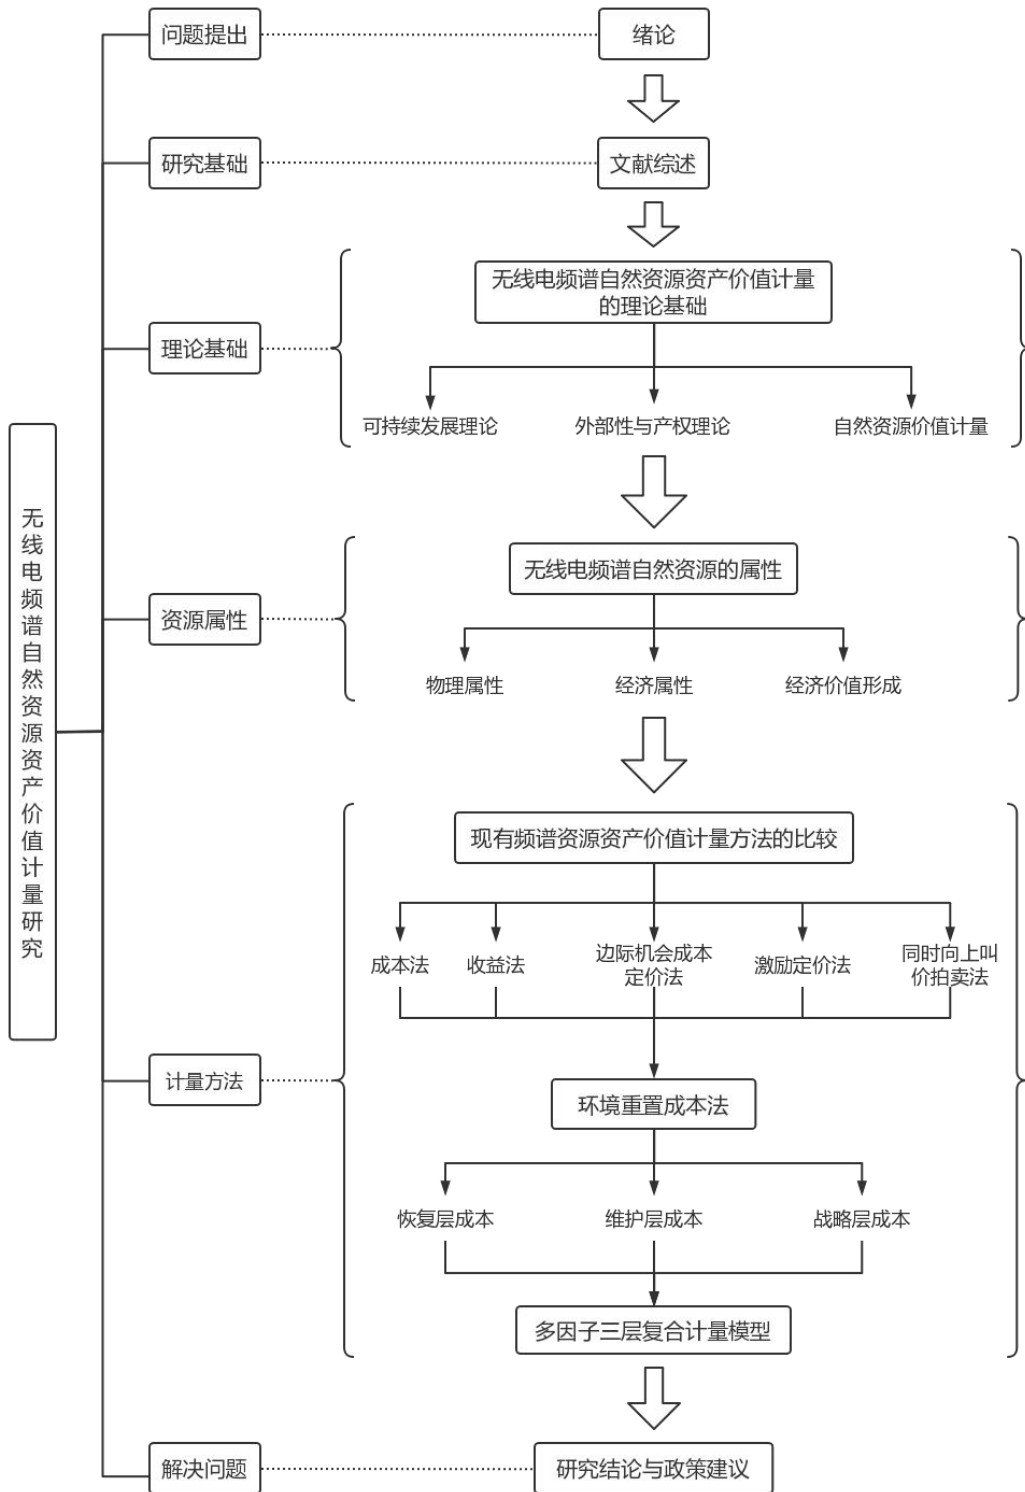 问题提出
绪论
研究基础
文献综述
无线电频谱自然资源资产价值计量
的理论基础
理论基础
可持续发展理论
外部性与产权理论
自然资源价值计量
无线电频谱自然资源资产价值计量研究
无线电频谱自然资源的属性
资源属性
物理属性
经济属性
经济价值形成
现有频谱资源资产价值计量方法的比较
成本法
收益法
边际机会成本
定价法
激励定价法
同时向上叫
价拍卖法
计量方法
环境重置成本法
恢复层成本
维护层成本
战略层成本
多因子三层复合计量模型
解决问题
研究结论与政策建议